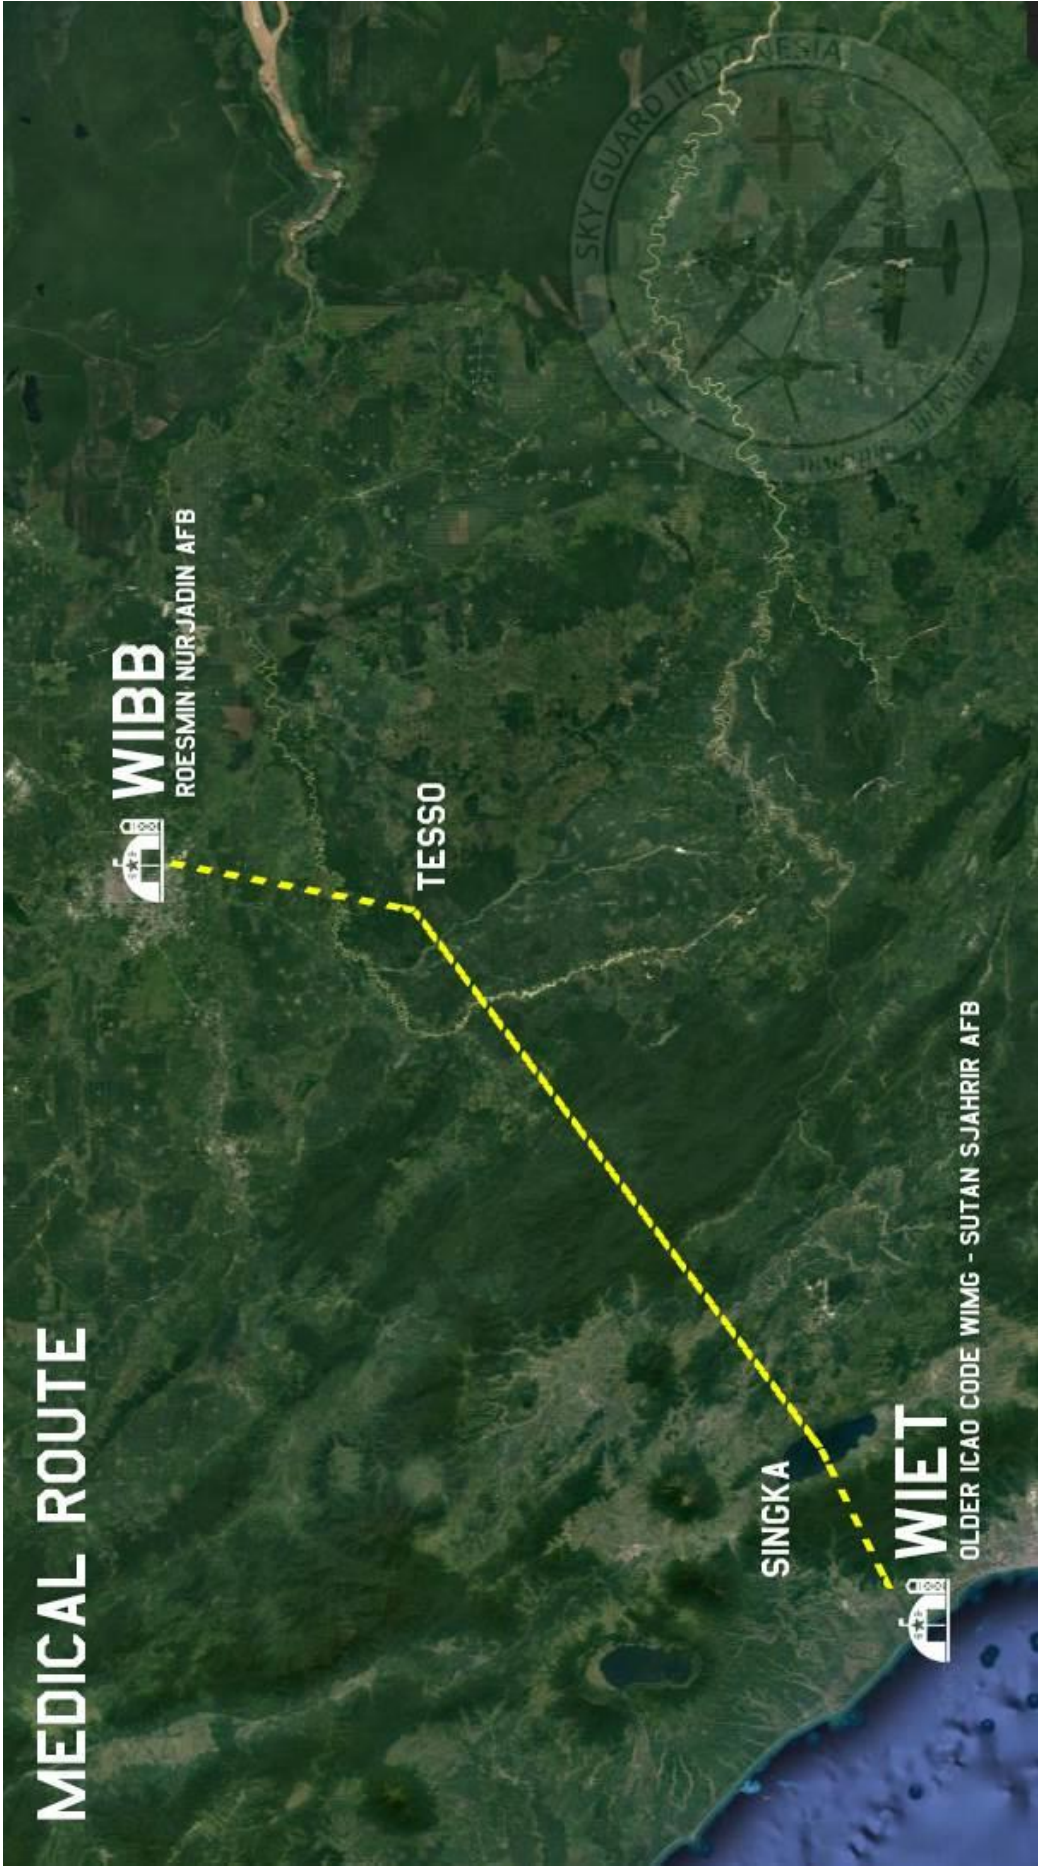 MEDICAL ROUTE
WIBB
ROESMIN NURJADIN AFB
TESSO
SINGKA
WIET
OLDER ICAO CODE WIMG - SUTAN SJAHRIR AFB
SKY GUARD INDONESIA